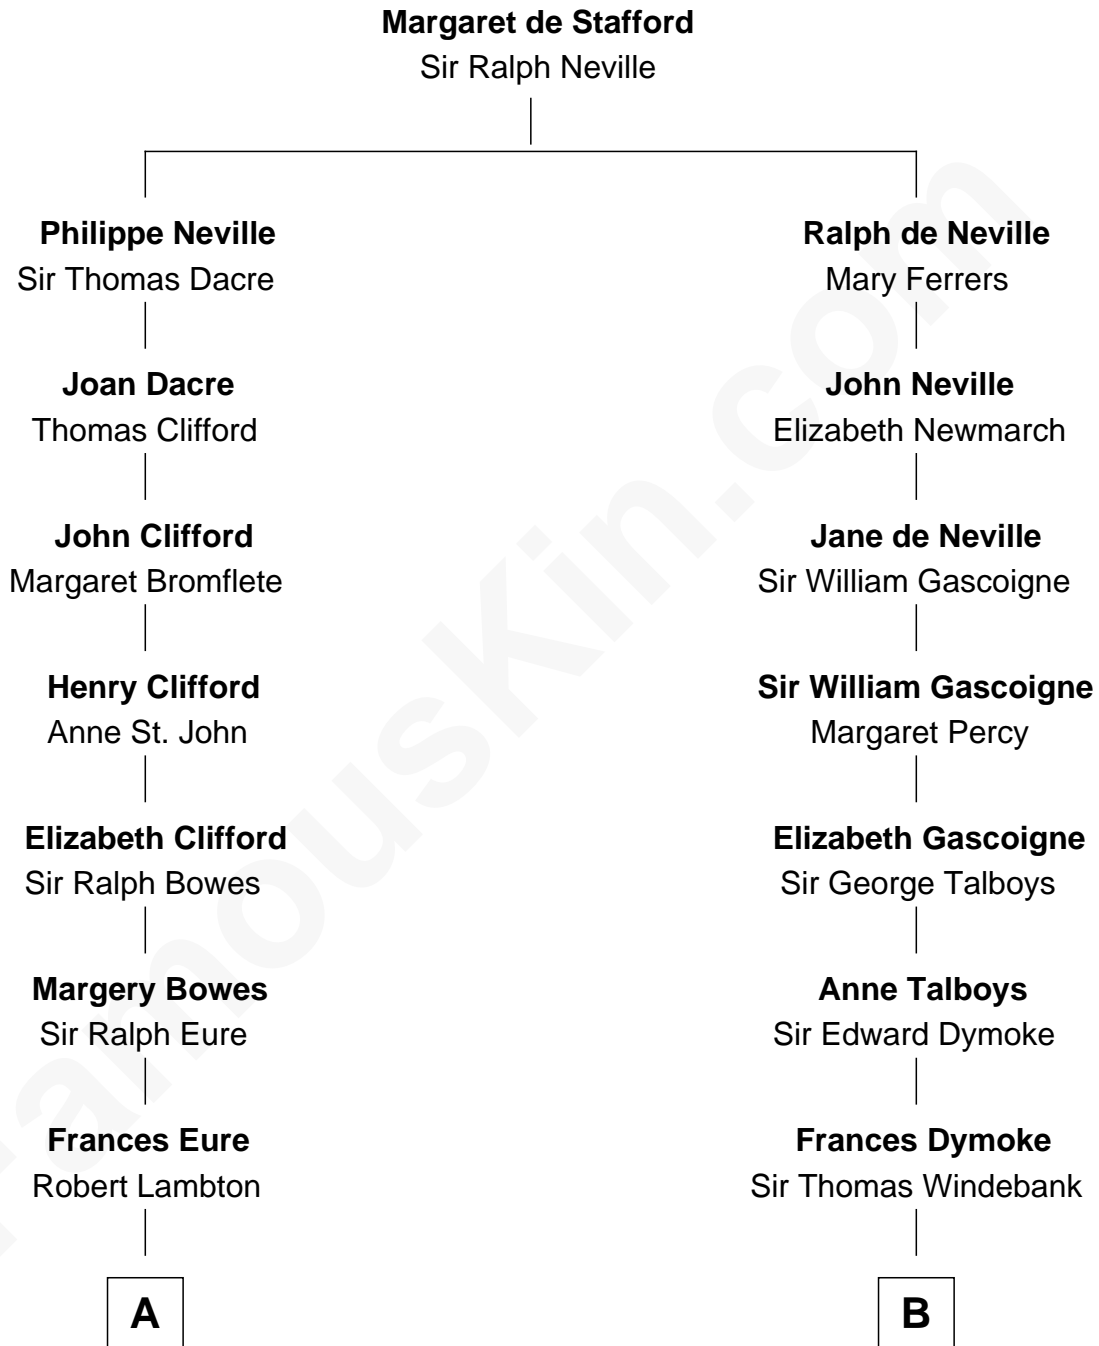 Margaret de Stafford
Sir Ralph Neville
Philippe Neville
Sir Thomas Dacre
Ralph de Neville
Mary Ferrers
Joan Dacre
Thomas Clifford
John Neville
Elizabeth Newmarch
John Clifford
Margaret Bromflete
Jane de Neville
Sir William Gascoigne
Henry Clifford
Anne St. John
Sir William Gascoigne
Margaret Percy
Elizabeth Clifford
Sir Ralph Bowes
Elizabeth Gascoigne
Sir George Talboys
Margery Bowes
Sir Ralph Eure
Anne Talboys
Sir Edward Dymoke
Frances Eure
Robert Lambton
Frances Dymoke
Sir Thomas Windebank
A
B
FamousKin.com